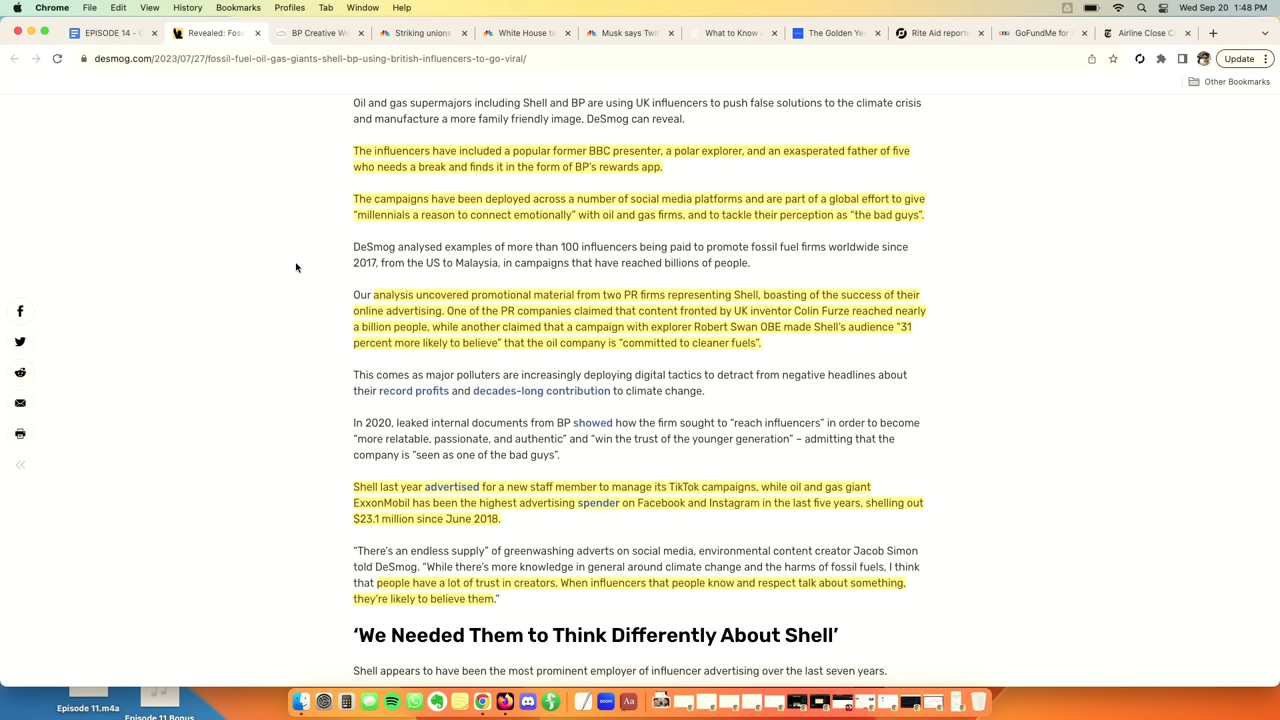 Chrome File Edit View History Bookmarks Profiles Tab Window Help Wed Sep 20 1:48 PM
EPISODE 14 - Revealed: Foss BP Creative Wo Striking unions White House te Musk says Twit What to Know The Golden Ye Rite Aid report GoFundMe for Airline Close C
desmog.com/2023/07/27/fossil-fuel-oil-gas-giants-shell-bp-using-british-influencers-to-go-viral/ Update
Other Bookmarks
Oil and gas supermajors including Shell and BP are using UK influencers to push false solutions to the climate crisis
and manufacture a more family friendly image, DeSmog can reveal.
The influencers have included a popular former BBC presenter, a polar explorer, and an exasperated father of five
who needs a break and finds it in the form of BP's rewards app.
The campaigns have been deployed across a number of social media platforms and are part of a global effort to give
"millennials a reason to connect emotionally" with oil and gas firms, and to tackle their perception as "the bad guys".
DeSmog analysed examples of more than 100 influencers being paid to promote fossil fuel firms worldwide since
2017, from the US to Malaysia, in campaigns that have reached billions of people.
Our analysis uncovered promotional material from two PR firms representing Shell, boasting of the success of their
online advertising. One of the PR companies claimed that content fronted by UK inventor Colin Furze reached nearly
a billion people, while another claimed that a campaign with explorer Robert Swan OBE made Shell's audience "31
percent more likely to believe" that the oil company is "committed to cleaner fuels".
This comes as major polluters are increasingly deploying digital tactics to detract from negative headlines about
their record profits and decades-long contribution to climate change.
In 2020, leaked internal documents from BP showed how the firm sought to "reach influencers" in order to become
"more relatable, passionate, and authentic" and "win the trust of the younger generation" – admitting that the
company is "seen as one of the bad guys".
Shell last year advertised for a new staff member to manage its TikTok campaigns, while oil and gas giant
ExxonMobil has been the highest advertising spender on Facebook and Instagram in the last five years, shelling out
$23.1 million since June 2018.
"There's an endless supply" of greenwashing adverts on social media, environmental content creator Jacob Simon
told DeSmog. "While there's more knowledge in general around climate change and the harms of fossil fuels, I think
that people have a lot of trust in creators. When influencers that people know and respect talk about something,
they're likely to believe them."
'We Needed Them to Think Differently About Shell'
Shell appears to have been the most prominent employer of influencer advertising over the last seven years.
Episode 11.m4a
Episode 11.Bonus
zoom
Aa